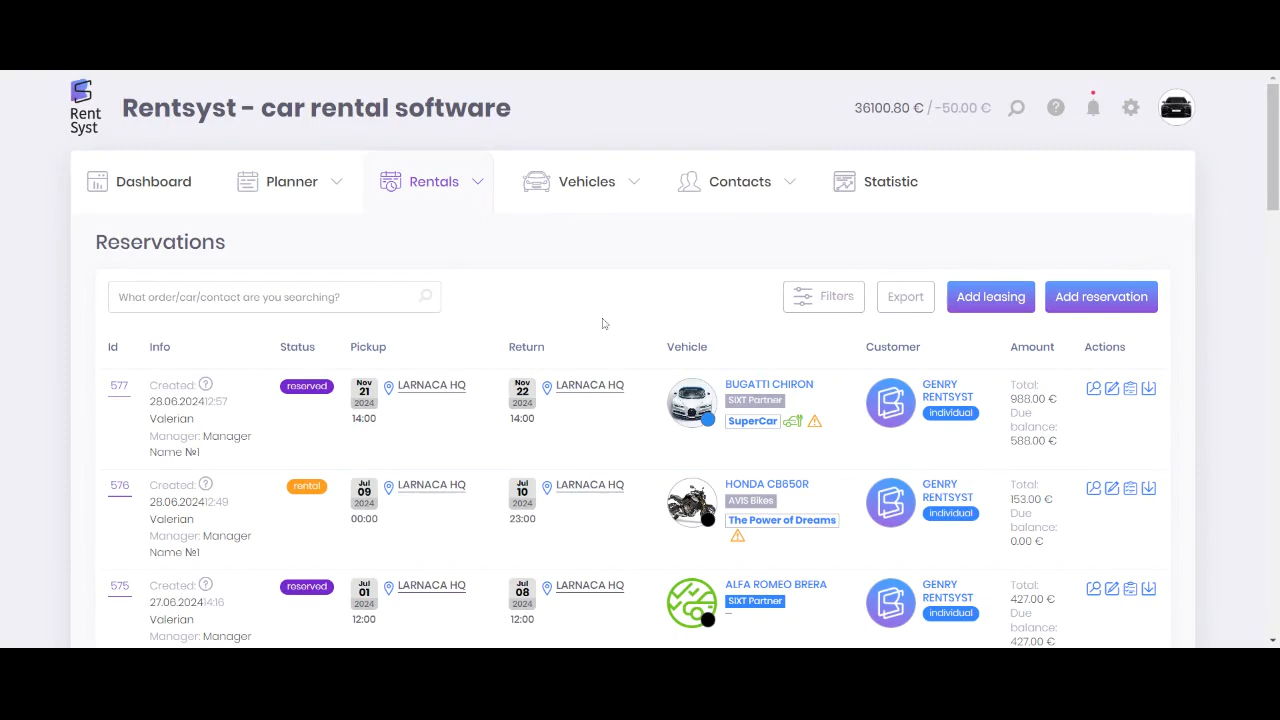 Rent
Syst
Rentsyst - car rental software
36100.80 € / -50.00 €
Dashboard
Planner
Rentals
Vehicles
Contacts
Statistic
Reservations
What order/car/contact are you searching?
Filters
Export
Add leasing
Add reservation
Id Info Status Pickup Return Vehicle Customer Amount Actions
577
Created:
28.06.2024 12:57
Valerian
Manager: Manager
Name №1
reserved
Nov
21
2024
14:00
LARNACA HQ
Nov
22
2024
14:00
LARNACA HQ
BUGATTI CHIRON
SIXT Partner
SuperCar
GENRY
RENTSYST
individual
Total:
988.00 €
Due
balance:
588.00 €
576
Created:
28.06.2024 12:49
Valerian
Manager: Manager
Name №1
rental
Jul
09
2024
00:00
LARNACA HQ
Jul
10
2024
23:00
LARNACA HQ
HONDA CB650R
AVIS Bikes
The Power of Dreams
GENRY
RENTSYST
individual
Total:
153.00 €
Due
balance:
0.00 €
575
Created:
27.06.2024 14:16
Valerian
Manager: Manager
reserved
Jul
01
2024
12:00
LARNACA HQ
Jul
08
2024
12:00
LARNACA HQ
ALFA ROMEO BRERA
SIXT Partner
GENRY
RENTSYST
individual
Total:
427.00 €
Due
balance:
427.00 €